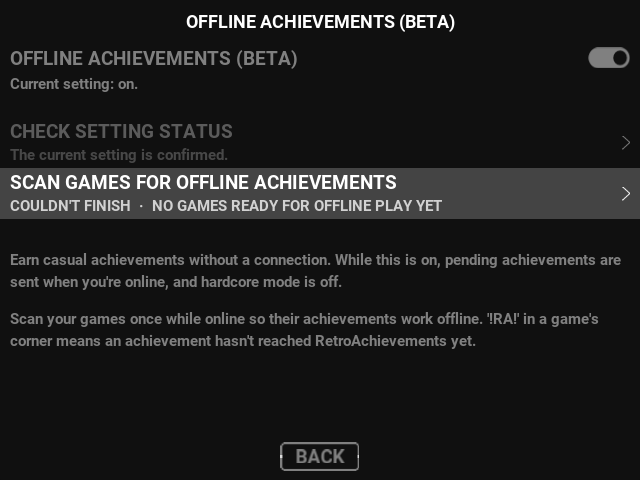 OFFLINE ACHIEVEMENTS (BETA)
OFFLINE ACHIEVEMENTS (BETA)
Current setting: on.
CHECK SETTING STATUS
The current setting is confirmed.
SCAN GAMES FOR OFFLINE ACHIEVEMENTS
COULDN'T FINISH · NO GAMES READY FOR OFFLINE PLAY YET
Earn casual achievements without a connection. While this is on, pending achievements are
sent when you're online, and hardcore mode is off.
Scan your games once while online so their achievements work offline. '!RA!' in a game's
corner means an achievement hasn't reached RetroAchievements yet.
BACK